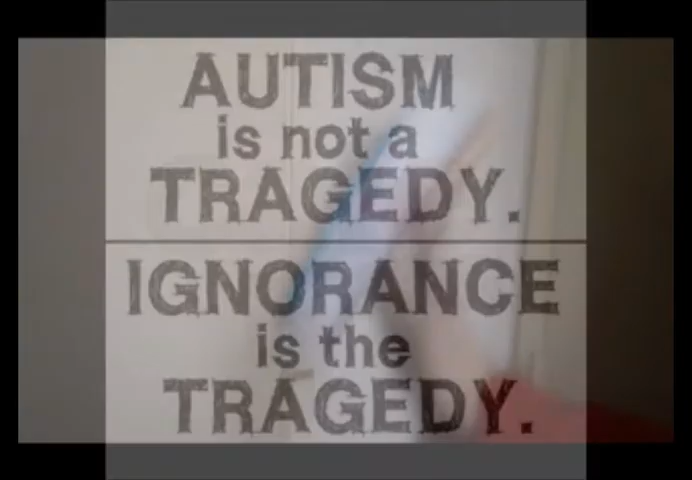 AUTISM
is not a
TRAGEDY.
IGNORANCE
is the
TRAGEDY.